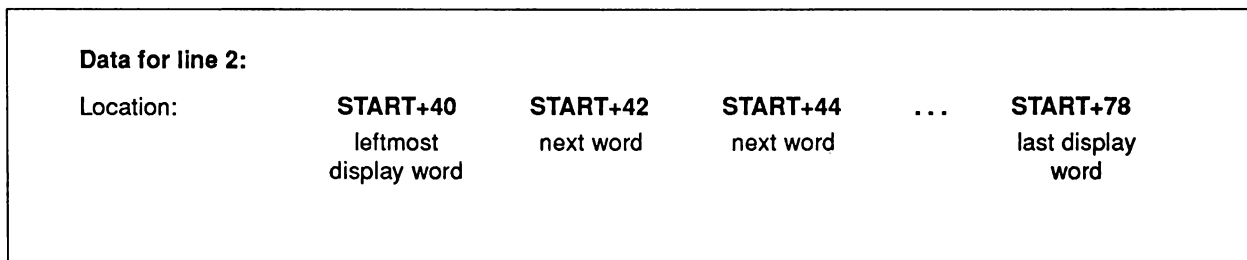 Data for line 2:
Location: START+40 START+42 START+44 ... START+78
leftmost next word next word last display
display word word